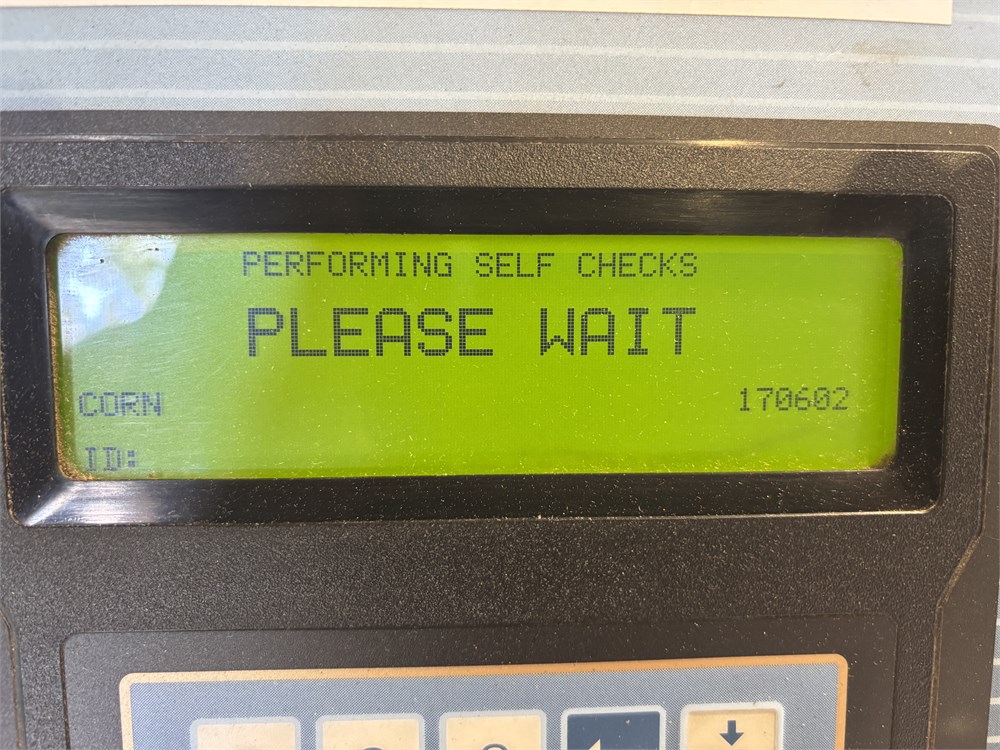 PERFORMING SELF CHECKS
PLEASE WAIT
CORN 170602
ID: